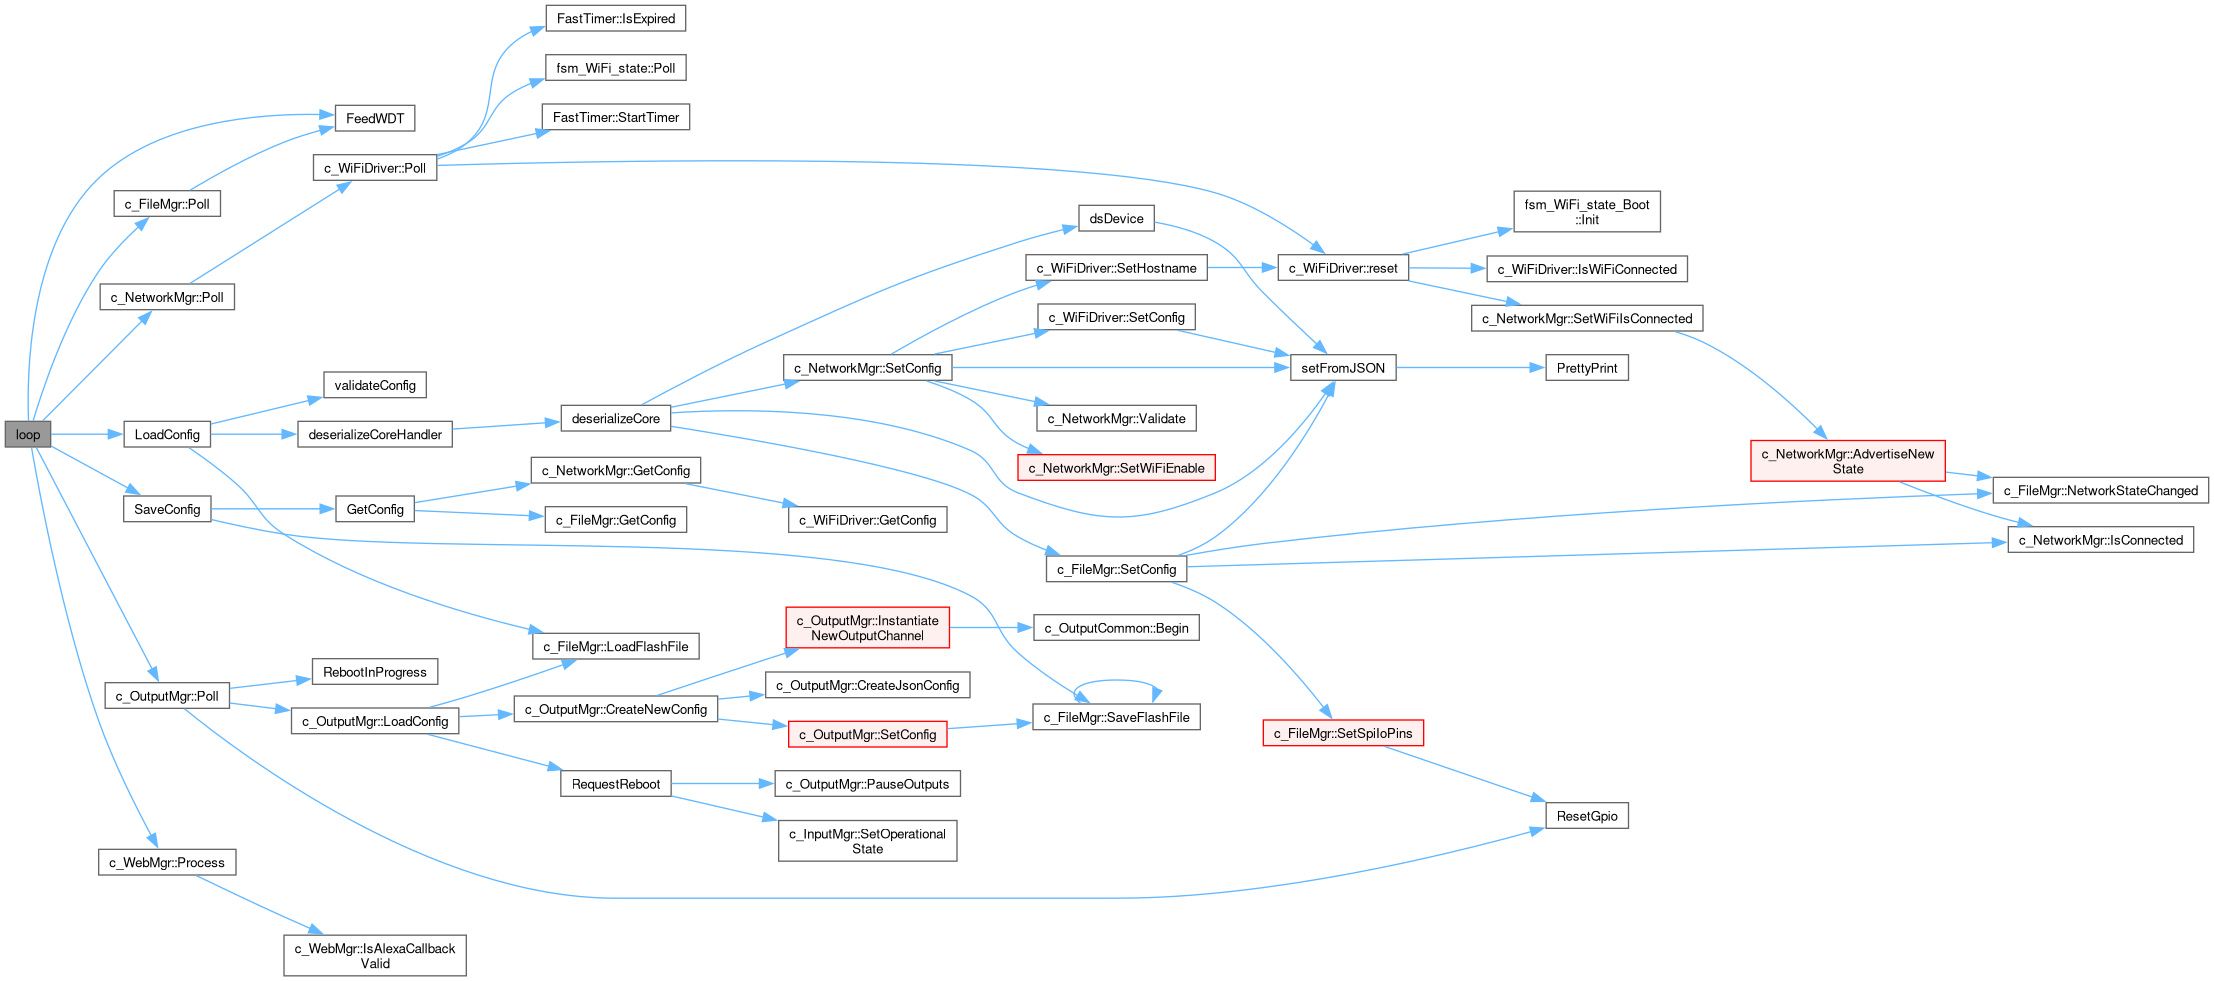 FastTimer::IsExpired
fsm_WiFi_state::Poll
FastTimer::StartTimer
FeedWDT
c_WiFiDriver::Poll
c_FileMgr::Poll
c_NetworkMgr::Poll
dsDevice
fsm_WiFi_state_Boot
::Init
c_WiFiDriver::SetHostname
c_WiFiDriver::reset
c_WiFiDriver::IsWiFiConnected
c_WiFiDriver::SetConfig
c_NetworkMgr::SetWiFiIsConnected
c_NetworkMgr::SetConfig
setFromJSON
PrettyPrint
validateConfig
c_NetworkMgr::Validate
deserializeCore
loop
LoadConfig
deserializeCoreHandler
c_NetworkMgr::SetWiFiEnable
c_NetworkMgr::AdvertiseNew
State
c_NetworkMgr::GetConfig
c_FileMgr::NetworkStateChanged
SaveConfig
GetConfig
c_FileMgr::GetConfig
c_WiFiDriver::GetConfig
c_NetworkMgr::IsConnected
c_FileMgr::SetConfig
c_OutputMgr::Instantiate
NewOutputChannel
c_OutputCommon::Begin
c_FileMgr::LoadFlashFile
RebootInProgress
c_OutputMgr::CreateJsonConfig
c_OutputMgr::Poll
c_OutputMgr::LoadConfig
c_OutputMgr::CreateNewConfig
c_FileMgr::SaveFlashFile
c_OutputMgr::SetConfig
c_FileMgr::SetSpiIoPins
RequestReboot
c_OutputMgr::PauseOutputs
ResetGpio
c_InputMgr::SetOperational
State
c_WebMgr::Process
c_WebMgr::IsAlexaCallback
Valid